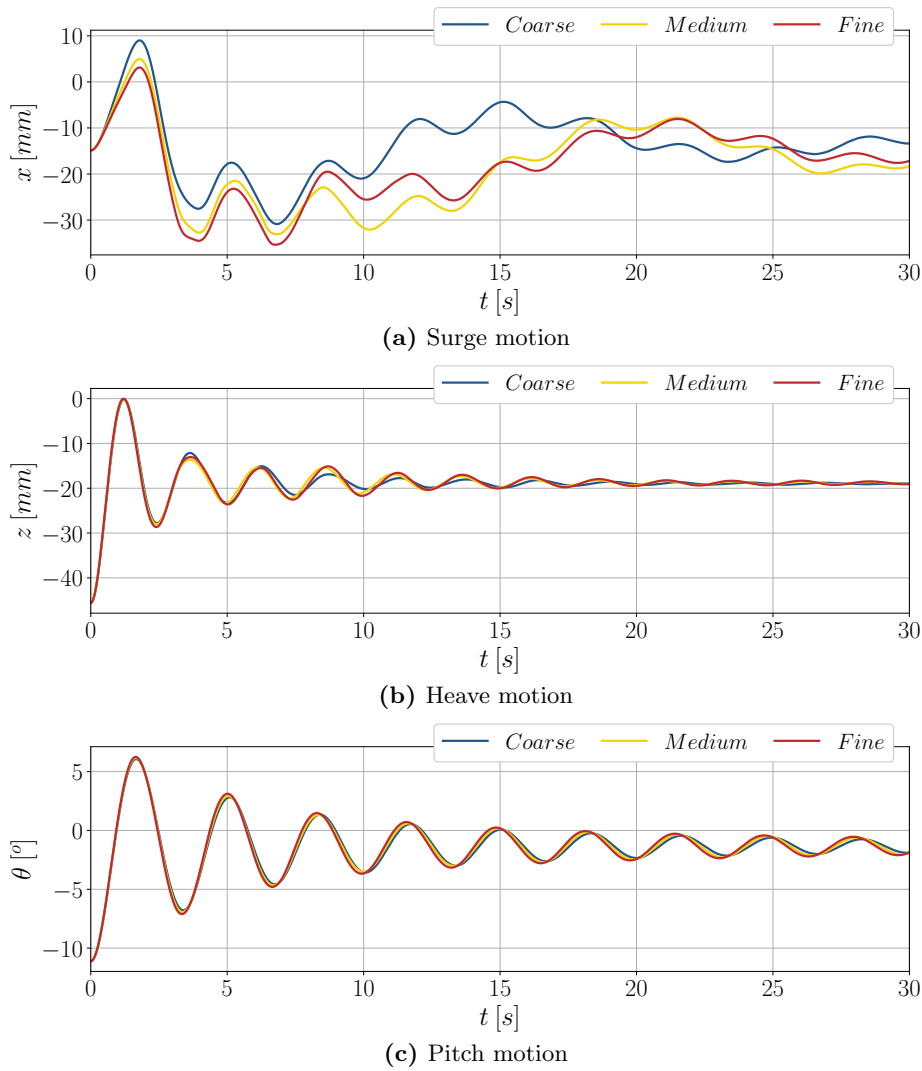 Coarse Medium Fine
10
0
−10
−20
−30
x [mm]
0 5 10 15 20 25 30
t [s]
(a) Surge motion
Coarse Medium Fine
0
−10
−20
−30
−40
z [mm]
0 5 10 15 20 25 30
t [s]
(b) Heave motion
Coarse Medium Fine
5
0
−5
−10
θ [º]
0 5 10 15 20 25 30
t [s]
(c) Pitch motion